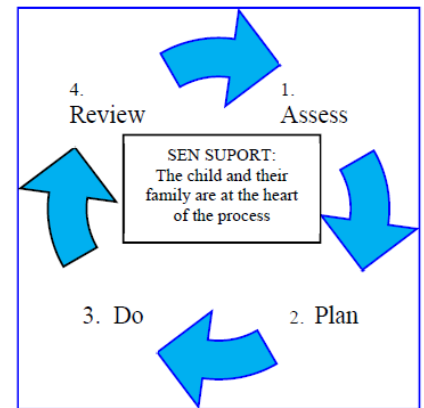 4.
Review
1.
Assess
SEN SUPORT:
The child and their
family are at the heart
of the process
3. Do
2. Plan